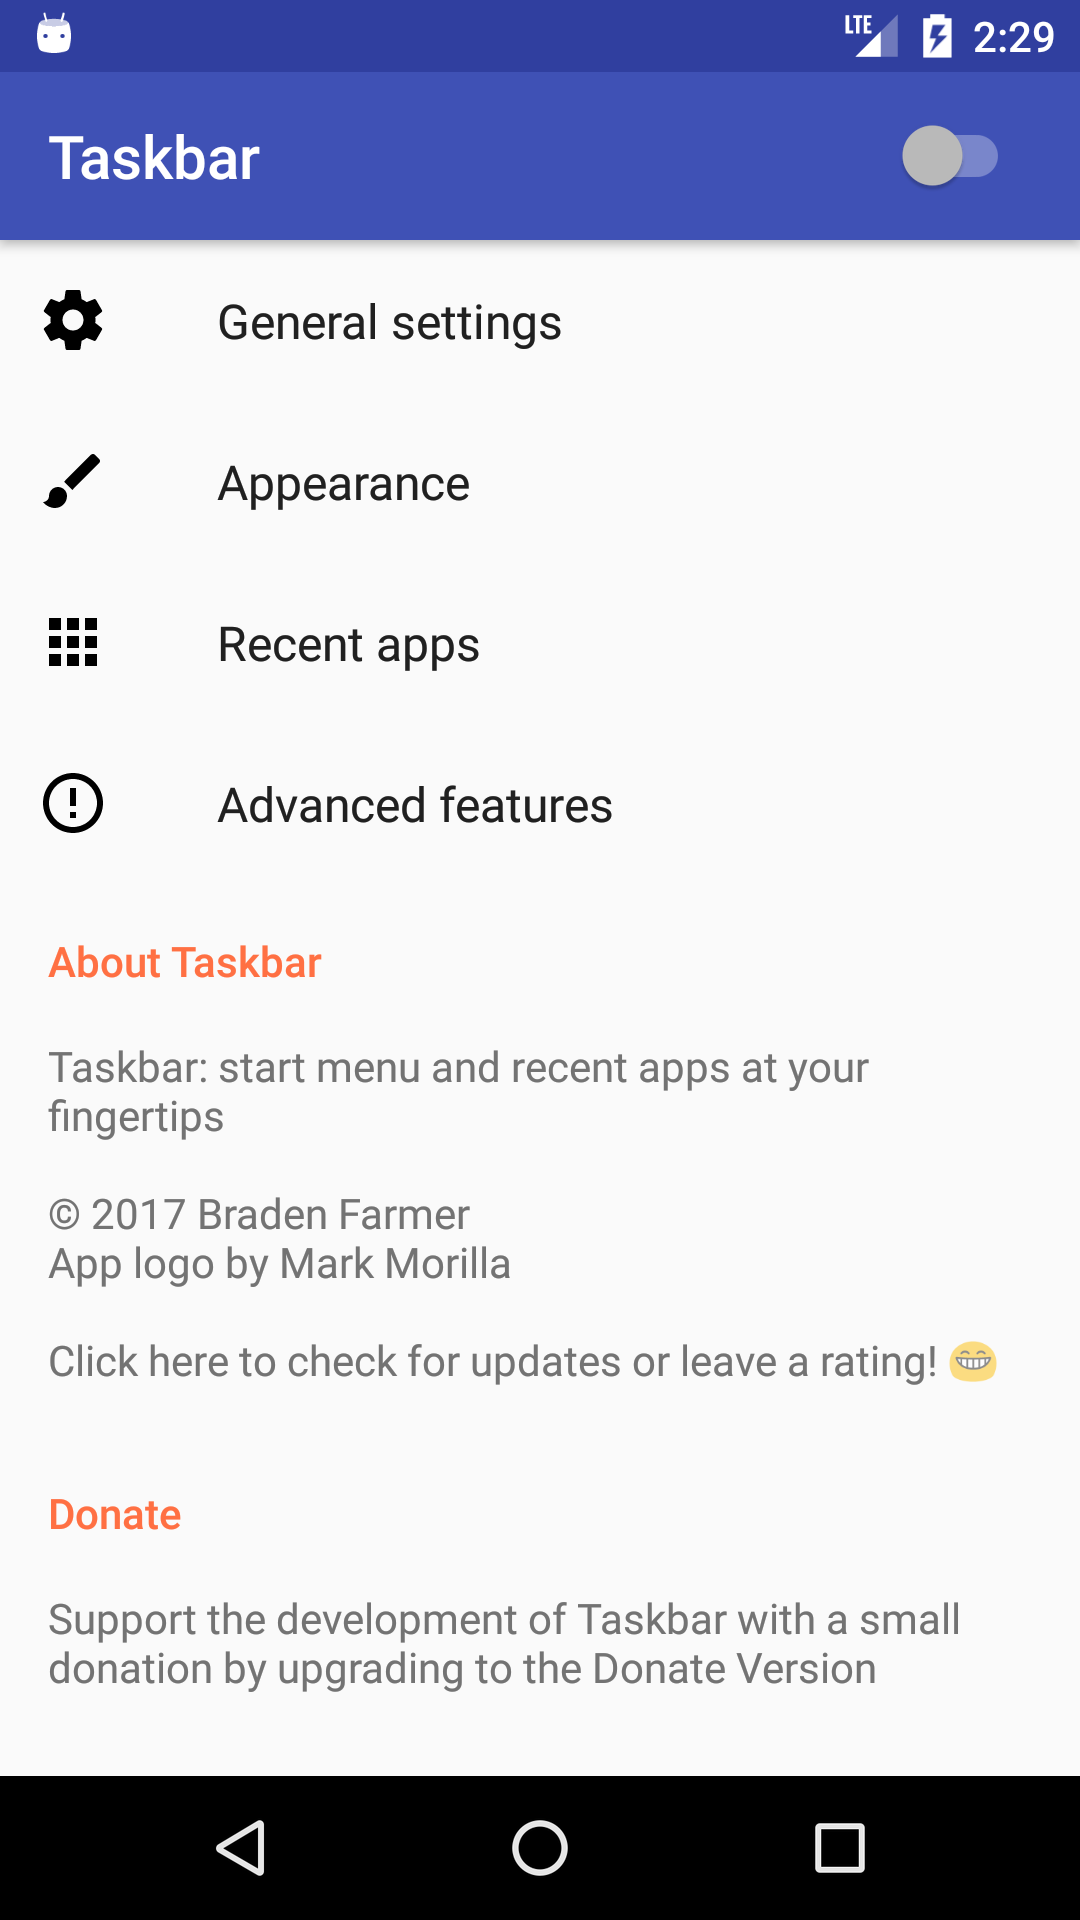 LTE 2:29
Taskbar
General settings
Appearance
Recent apps
Advanced features
About Taskbar
Taskbar: start menu and recent apps at your
fingertips
© 2017 Braden Farmer
App logo by Mark Morilla
Click here to check for updates or leave a rating! 😁
Donate
Support the development of Taskbar with a small
donation by upgrading to the Donate Version